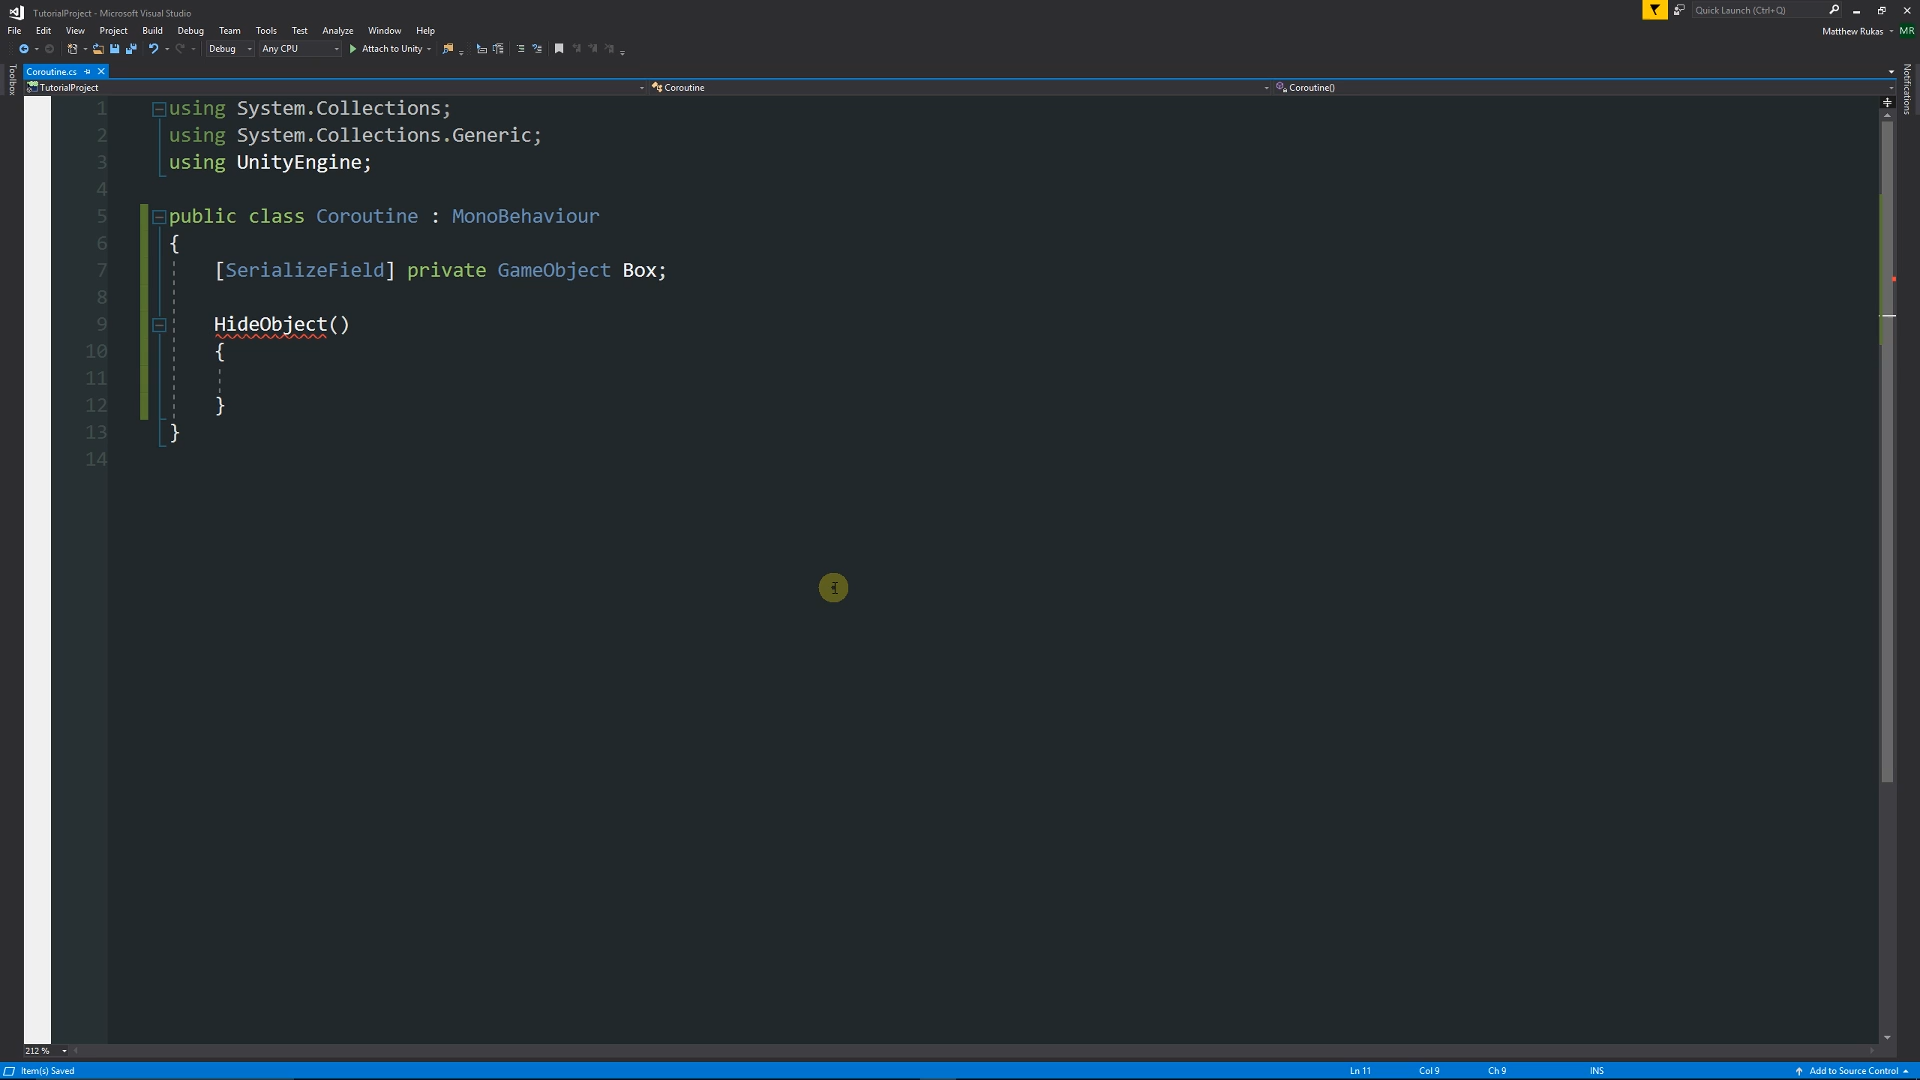 TutorialProject - Microsoft Visual Studio
Quick Launch (Ctrl+Q)
File Edit View Project Build Debug Team Tools Test Analyze Window Help
Matthew Rukas MR
Debug Any CPU Attach to Unity
Toolbox
Notifications
Coroutine.cs
TutorialProject Coroutine Coroutine()
1 using System.Collections;
2 using System.Collections.Generic;
3 using UnityEngine;
4
5 public class Coroutine : MonoBehaviour
6 {
7 [SerializeField] private GameObject Box;
8
9 HideObject()
10 {
11
12 }
13 }
14
212 %
Item(s) Saved Ln 11 Col 9 Ch 9 INS Add to Source Control